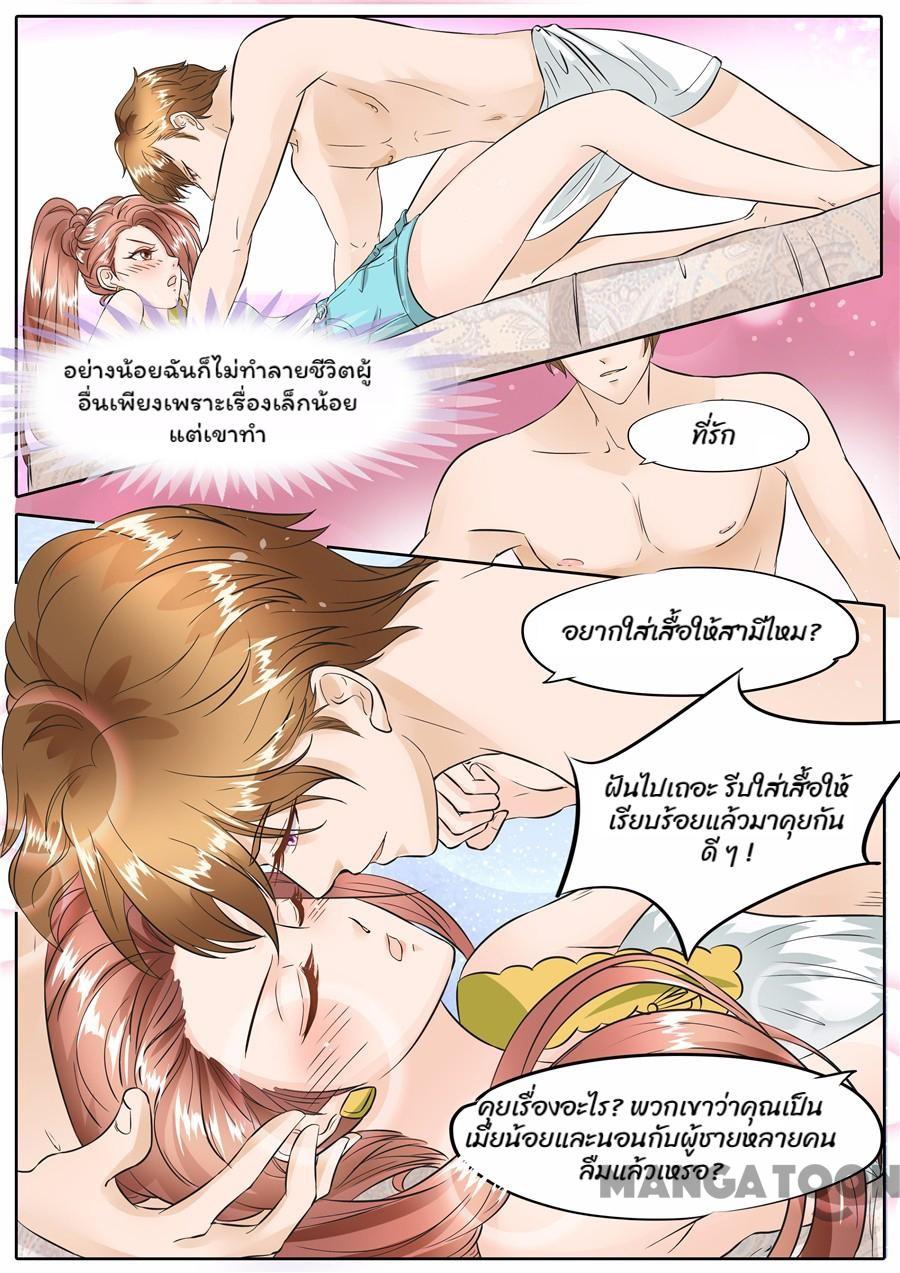 อย่างน้อยฉันก็ไม่ทำลายชีวิตผู้
อื่นเพียงเพราะเรื่องเล็กน้อย
แต่เขาทำ
ที่รัก
อยากใส่เสื้อให้สามีไหม?
ฝันไปเถอะ รีบใส่เสื้อให้
เรียบร้อยแล้วมาคุยกัน
ดี ๆ !
คุยเรื่องอะไร? พวกเขาว่าคุณเป็น
เมียน้อยและนอนกับผู้ชายหลายคน
ลืมแล้วเหรอ?
MANGATOON